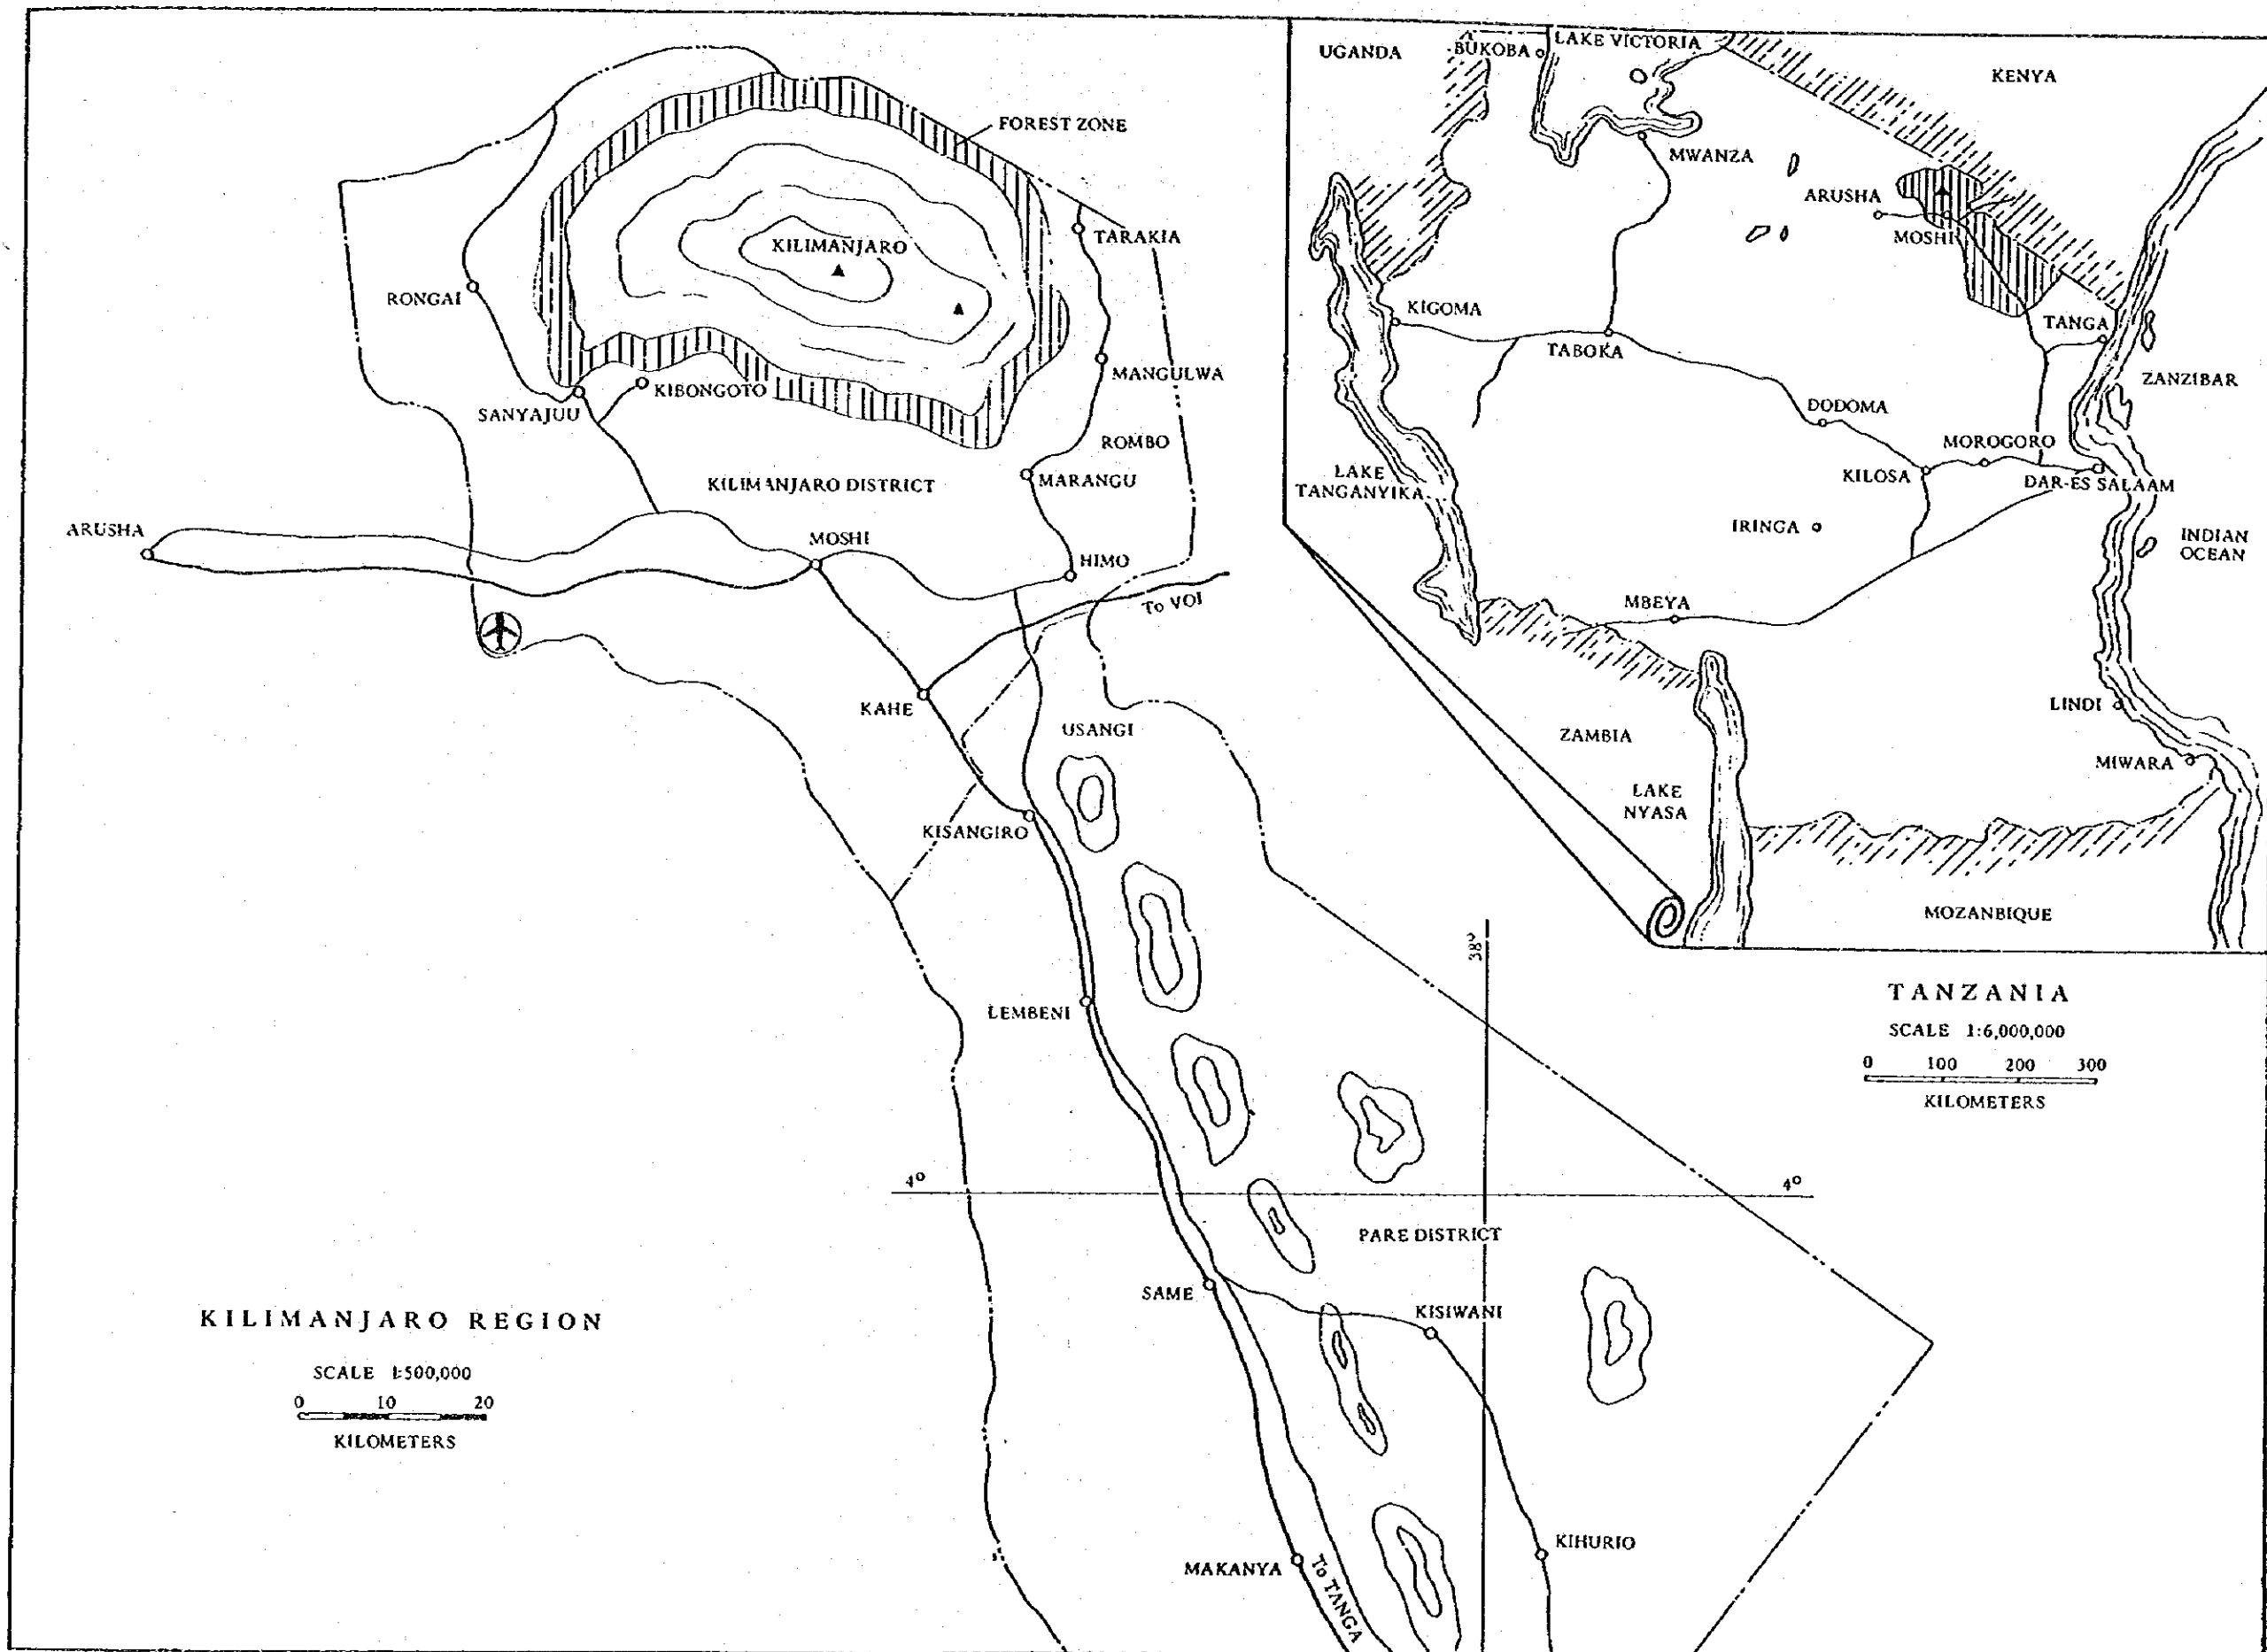 FOREST ZONE
KILIMANJARO
TARAKIA
RONGAI
MANGULWA
KIBONGOTO
SANYAJUU
ROMBO
MARANGU
KILIMANJARO DISTRICT
ARUSHA
MOSHI
HIMO
To VOI
KAHE
USANGI
KISANGIRO
LEMBENI
38°
4°
4°
PARE DISTRICT
SAME
KISIWANI
MAKANYA
To TANGA
KIHURIO
KILIMANJARO REGION
SCALE 1:500,000
0 10 20
KILOMETERS
UGANDA
BUKOBA
LAKE VICTORIA
KENYA
MWANZA
ARUSHA
MOSHI
KIGOMA
TABOKA
TANGA
ZANZIBAR
DODOMA
MOROGORO
KILOSA
DAR-ES SALAAM
LAKE
TANGANYIKA
IRINGA
INDIAN
OCEAN
MBEYA
LINDI
ZAMBIA
MIWARA
LAKE
NYASA
MOZANBIQUE
TANZANIA
SCALE 1:6,000,000
0 100 200 300
KILOMETERS